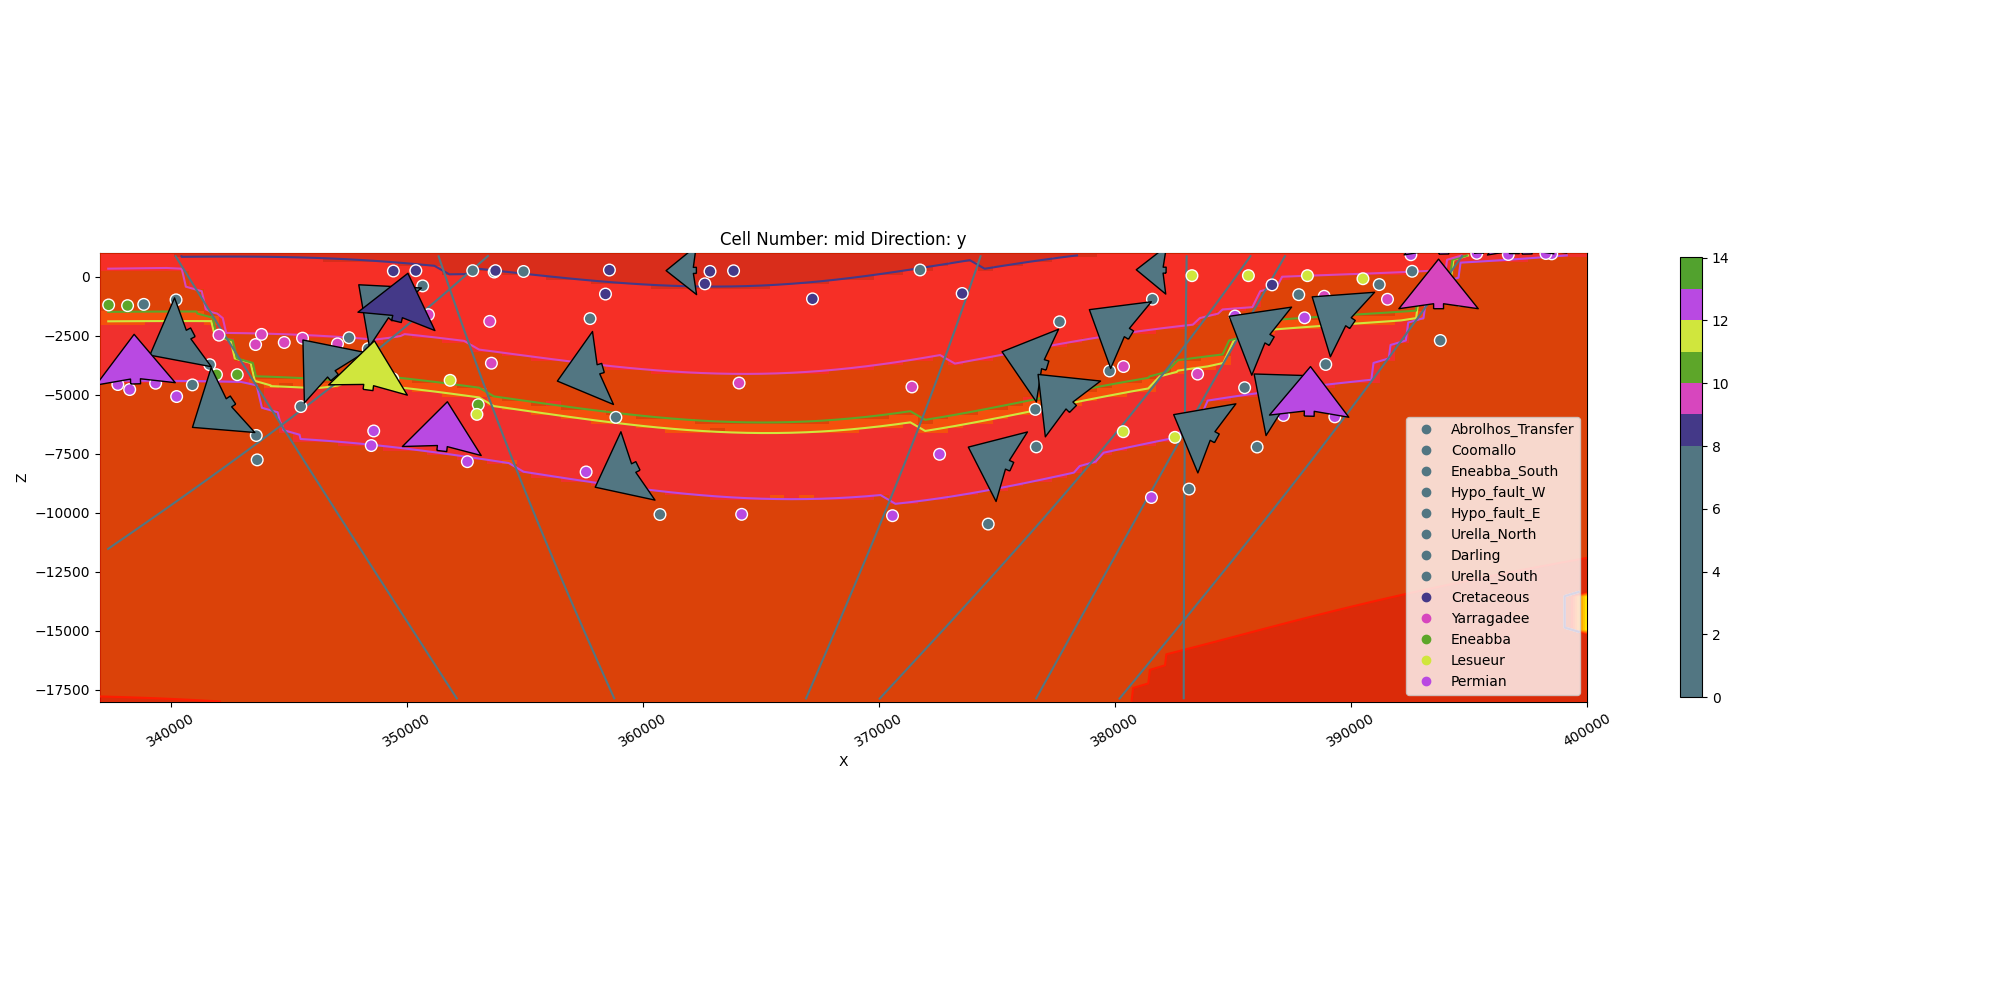 Cell Number: mid Direction: y
Z
0
−2500
−5000
−7500
−10000
−12500
−15000
−17500
340000
350000
360000
370000
380000
390000
400000
X
Abrolhos_Transfer
Coomallo
Eneabba_South
Hypo_fault_W
Hypo_fault_E
Urella_North
Darling
Urella_South
Cretaceous
Yarragadee
Eneabba
Lesueur
Permian
14
12
10
8
6
4
2
0